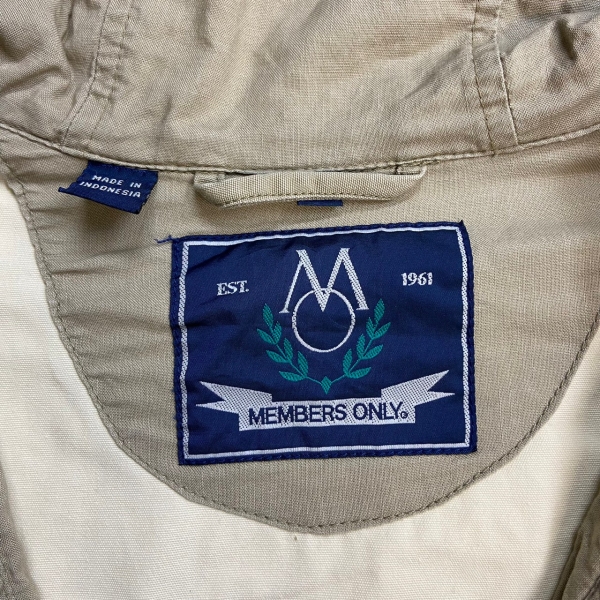 MADE IN
INDONESIA
EST. 1961
MO
MEMBERS ONLY®